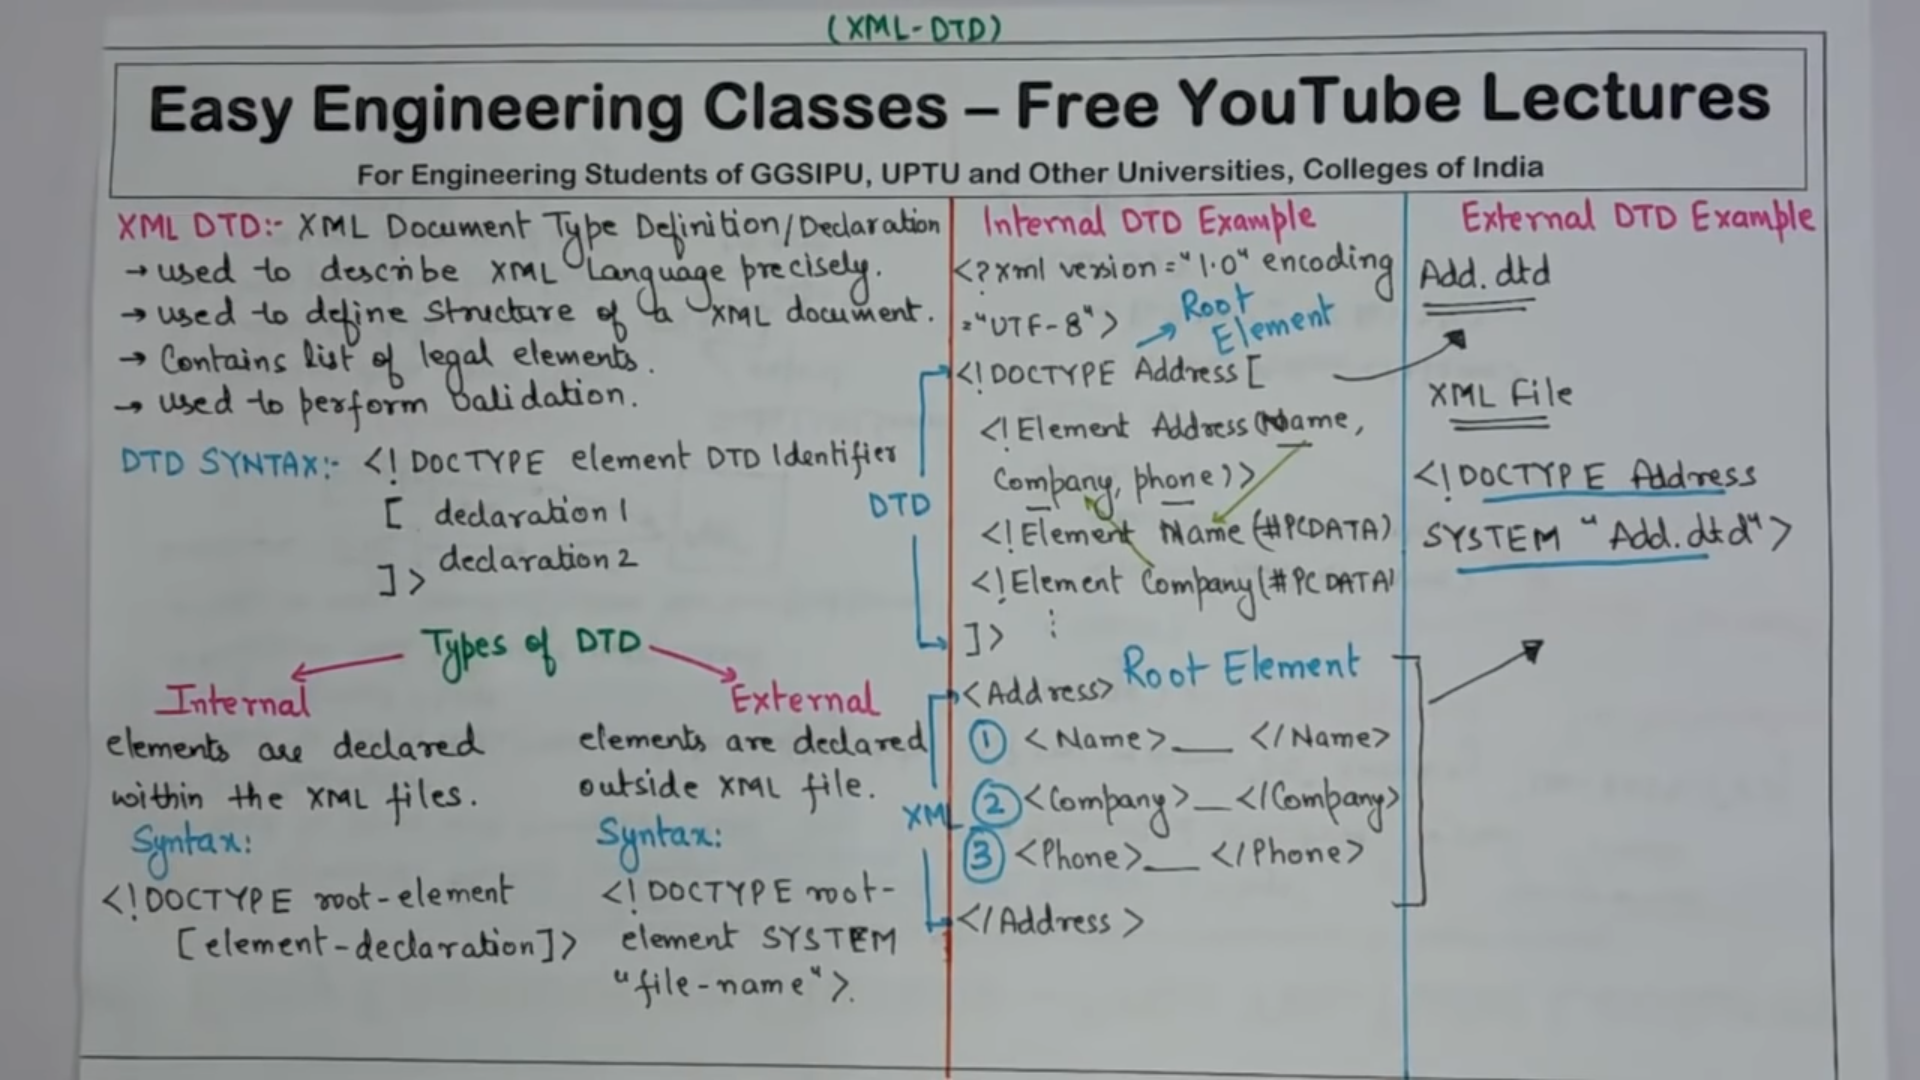 (XML-DTD)
Easy Engineering Classes – Free YouTube Lectures
For Engineering Students of GGSIPU, UPTU and Other Universities, Colleges of India
XML DTD:- XML Document Type Definition/Declaration
→ used to describe XML Language precisely.
→ used to define structure of a XML document.
→ Contains list of legal elements.
→ used to perform validation.
DTD SYNTAX:- <! DOCTYPE element DTD Identifier
[ declaration 1
declaration 2
]>
Types of DTD
Internal
elements are declared
within the XML files.
Syntax:
<!DOCTYPE root-element
[element-declaration]>
External
elements are declared
outside XML file.
Syntax:
<!DOCTYPE root-
element SYSTEM
"file-name">.
Internal DTD Example
<?xml version="1.0" encoding
="UTF-8">
→ Root
Element
<!DOCTYPE Address [
<!Element Address (Name,
Company, phone)>
DTD
<!Element Name (#PCDATA)
<!Element Company(#PCDATA)
⋮
]>
Root Element
<Address>
① <Name>__ </Name>
XML
② <Company>_</Company>
③ <Phone>__ </Phone>
</Address>
External DTD Example
Add.dtd
XML File
<!DOCTYPE Address
SYSTEM "Add.dtd">